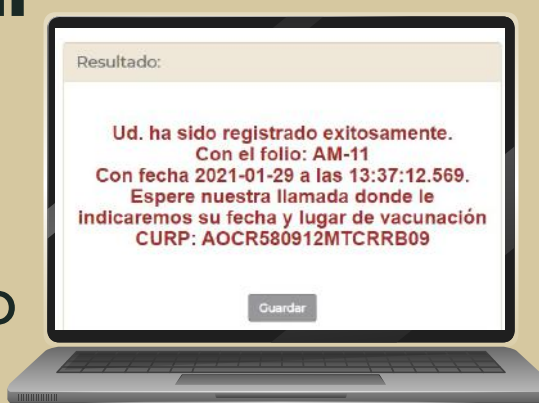 Resultado:
Ud. ha sido registrado exitosamente.
Con el folio: AM-11
Con fecha 2021-01-29 a las 13:37:12.569.
Espere nuestra llamada donde le
indicaremos su fecha y lugar de vacunación
CURP: AOCR580912MTCRRB09
Guardar